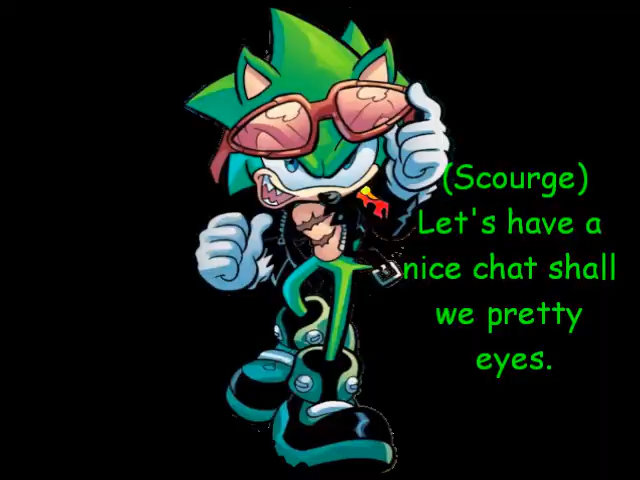 (Scourge)
Let's have a
nice chat shall
we pretty
eyes.